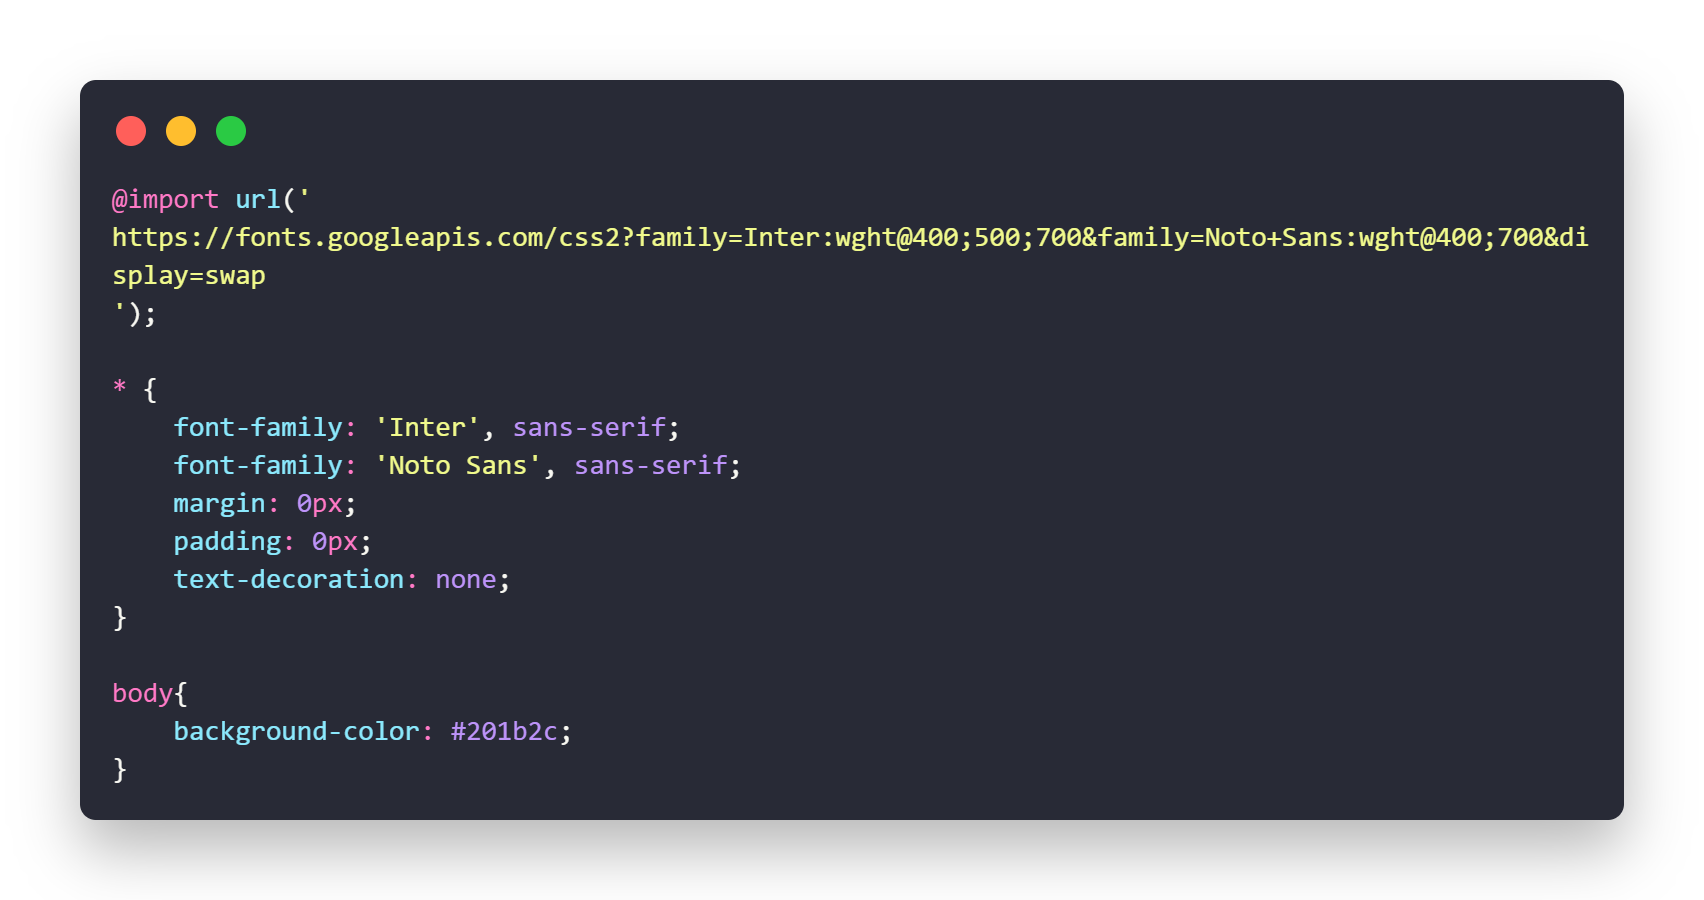 @import url('
https://fonts.googleapis.com/css2?family=Inter:wght@400;500;700&family=Noto+Sans:wght@400;700&di
splay=swap
');

* {
    font-family: 'Inter', sans-serif;
    font-family: 'Noto Sans', sans-serif;
    margin: 0px;
    padding: 0px;
    text-decoration: none;
}

body{
    background-color: #201b2c;
}